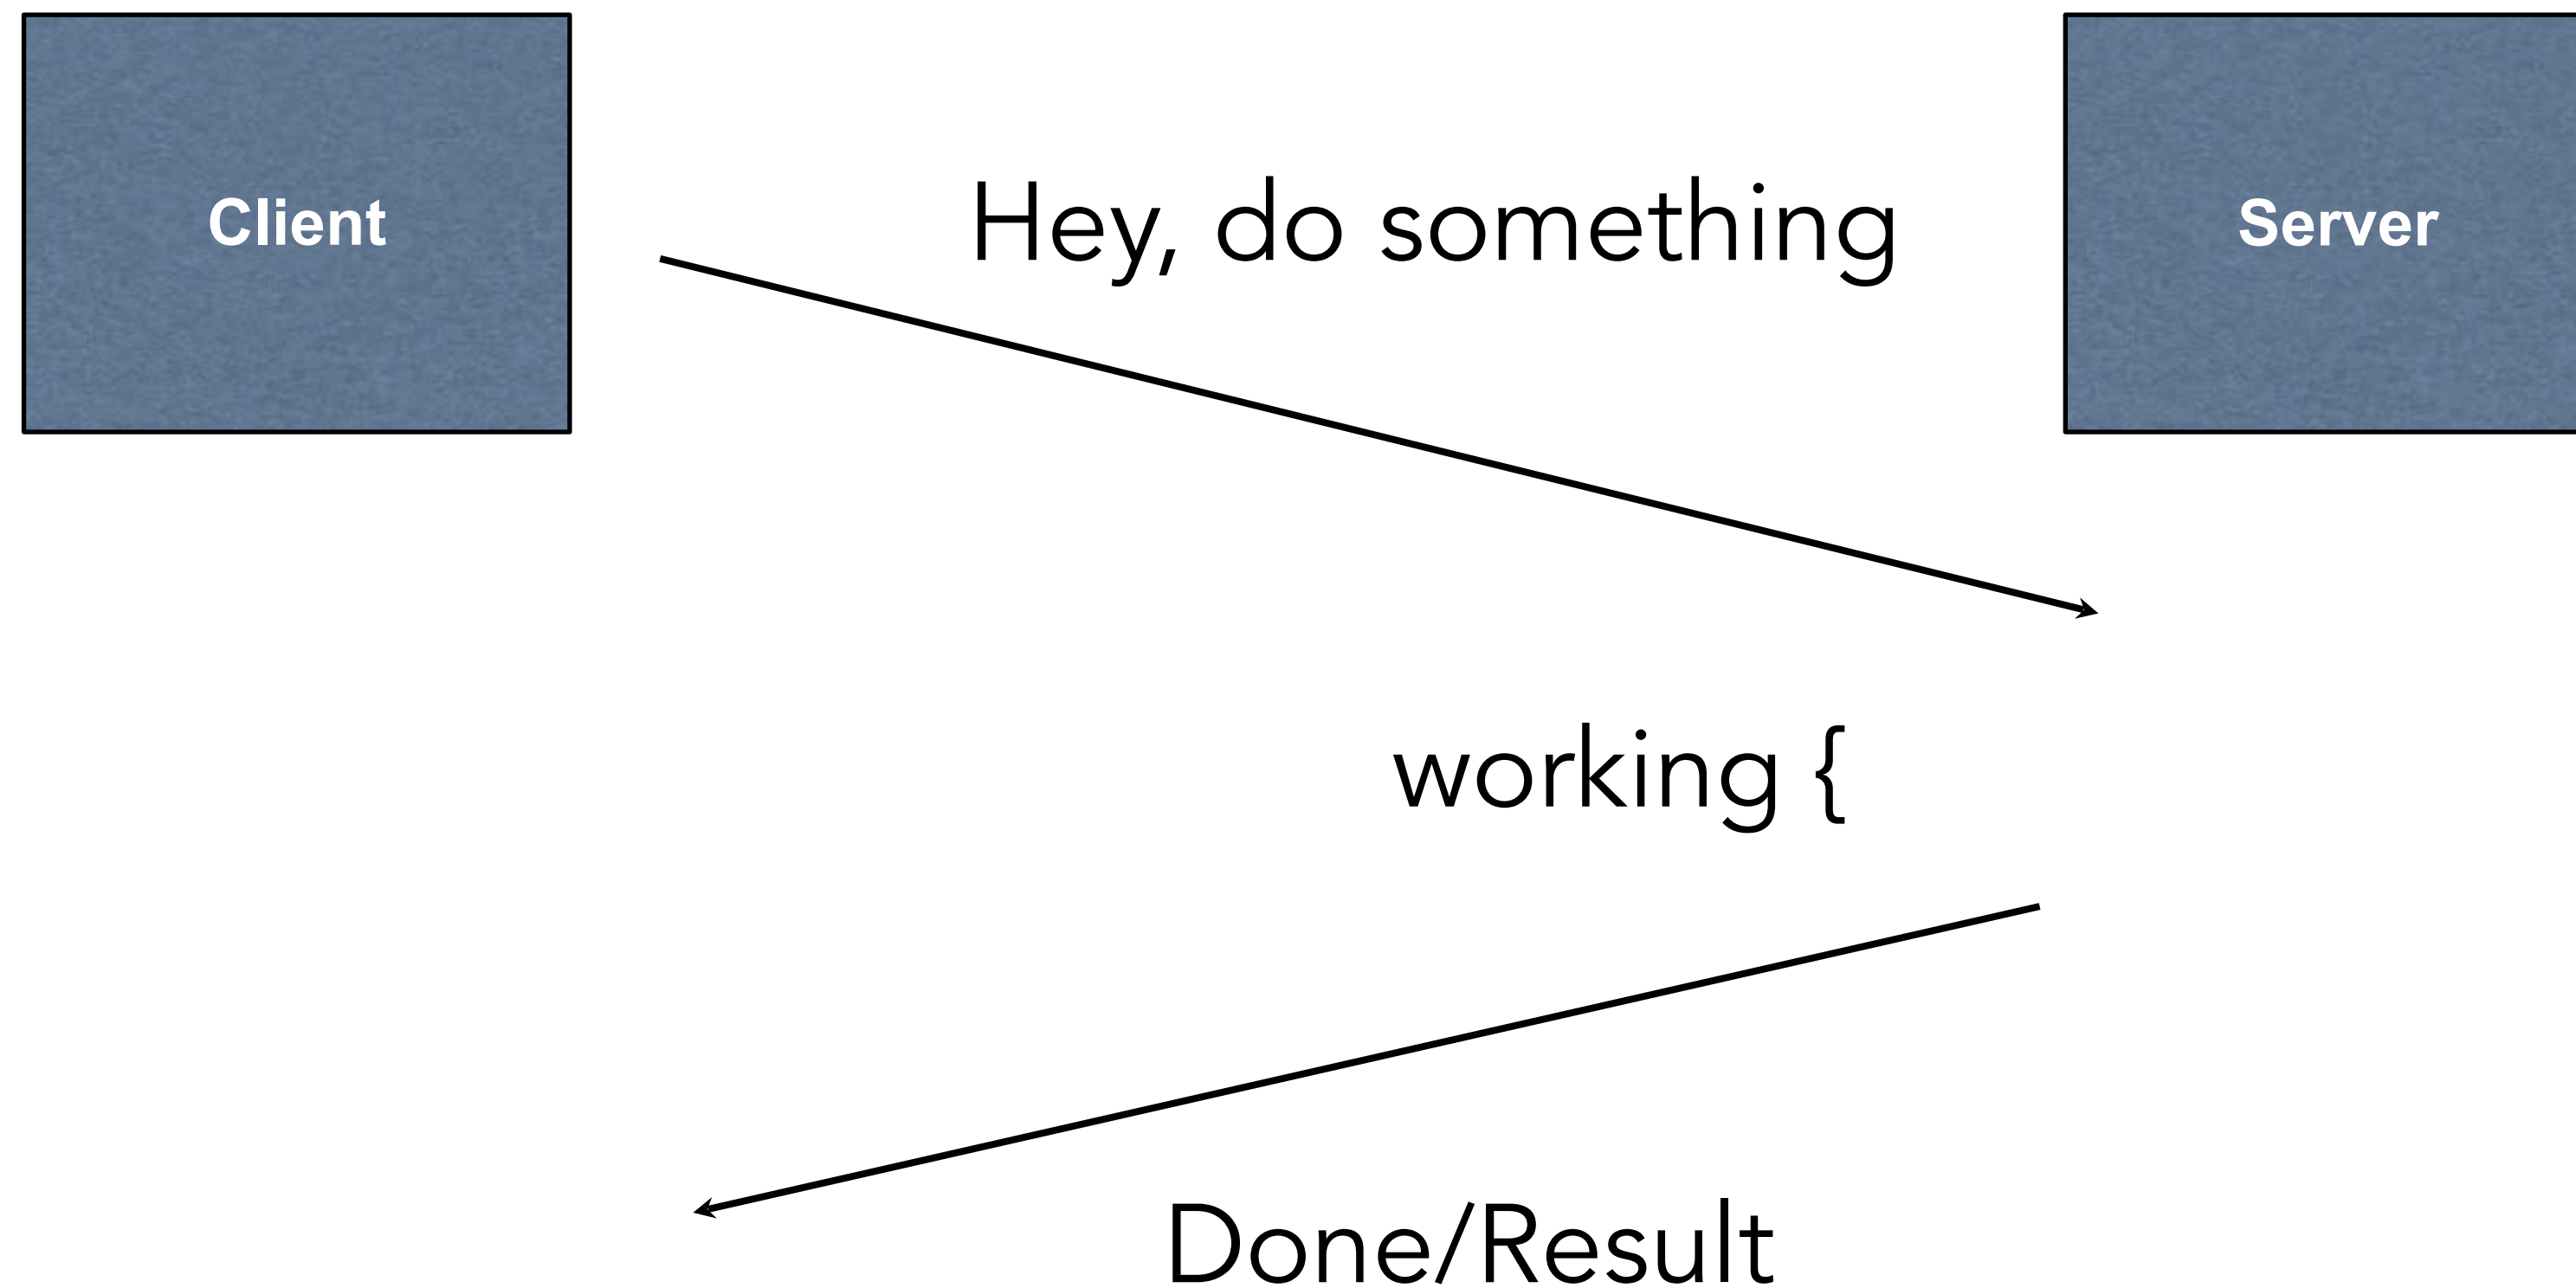 Client
Server
Hey, do something
working {
Done/Result